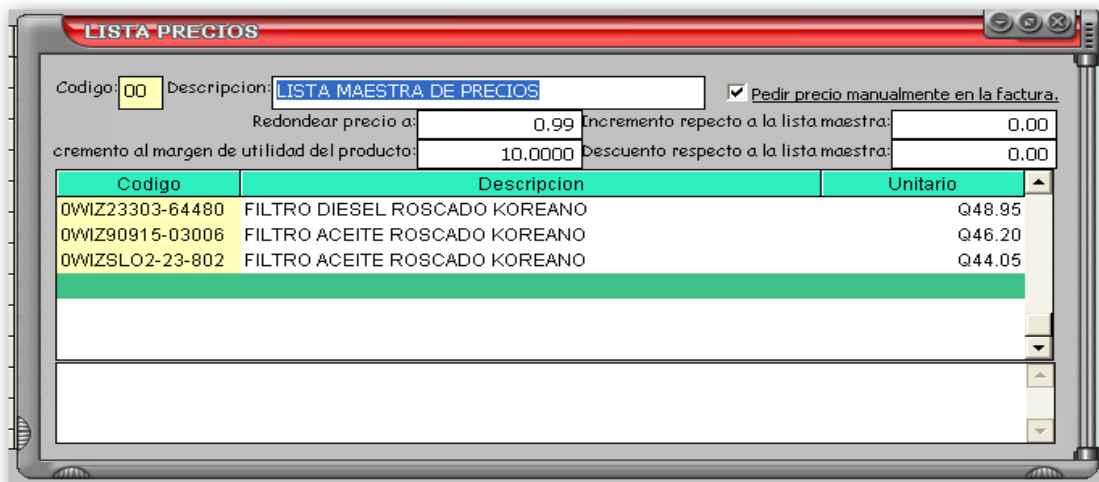 LISTA PRECIOS
Codigo: 00 Descripcion: LISTA MAESTRA DE PRECIOS Pedir precio manualmente en la factura.
Redondear precio a: 0.99 Incremento repecto a la lista maestra: 0.00
cremento al margen de utilidad del producto: 10.0000 Descuento respecto a la lista maestra: 0.00
Codigo Descripcion Unitario
0WIZ23303-64480 FILTRO DIESEL ROSCADO KOREANO Q48.95
0WIZ90915-03006 FILTRO ACEITE ROSCADO KOREANO Q46.20
0WIZSLO2-23-802 FILTRO ACEITE ROSCADO KOREANO Q44.05